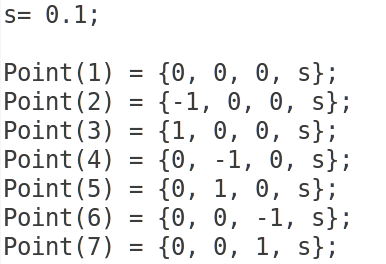 s= 0.1;
Point(1) = {0, 0, 0, s};
Point(2) = {-1, 0, 0, s};
Point(3) = {1, 0, 0, s};
Point(4) = {0, -1, 0, s};
Point(5) = {0, 1, 0, s};
Point(6) = {0, 0, -1, s};
Point(7) = {0, 0, 1, s};